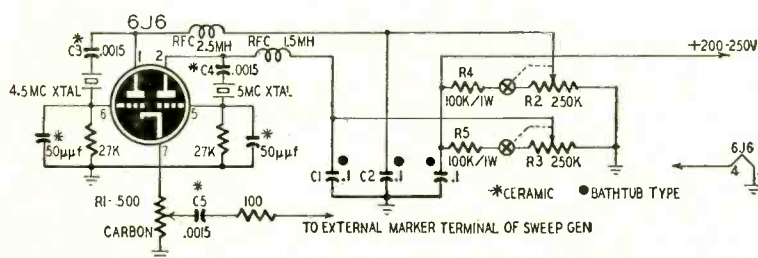 6J6
RFC 2.5MH
RFC 1.5MH
+200-250V
*
C3
.0015
1
2
*C4
.0015
R4
100K/1W
R2 250K
4.5MC XTAL
5MC XTAL
6
5
R5
100K/1W
R3 250K
*
50µµf
27K
27K
*
50µµf
7
6J6
4
C1
.1
C2
.1
.1
*CERAMIC
●BATHTUB TYPE
R1-.500
CARBON
*
C5
.0015
100
TO EXTERNAL MARKER TERMINAL OF SWEEP GEN